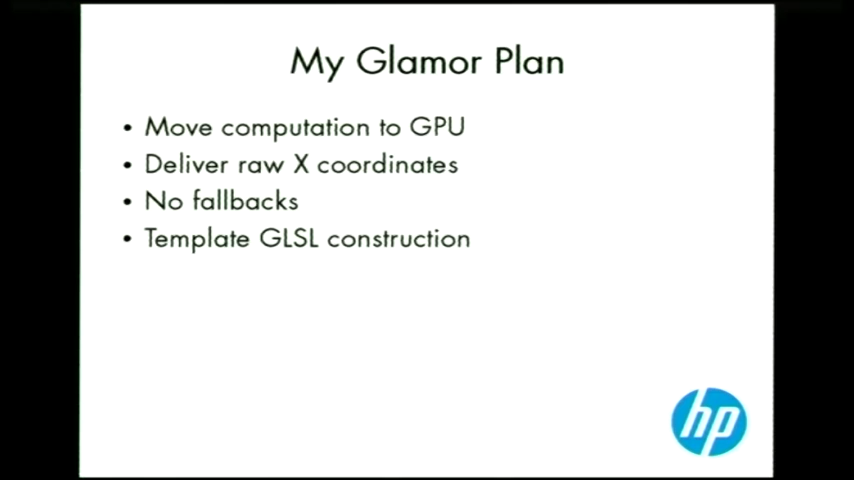 My Glamor Plan
• Move computation to GPU
• Deliver raw X coordinates
• No fallbacks
• Template GLSL construction
hp